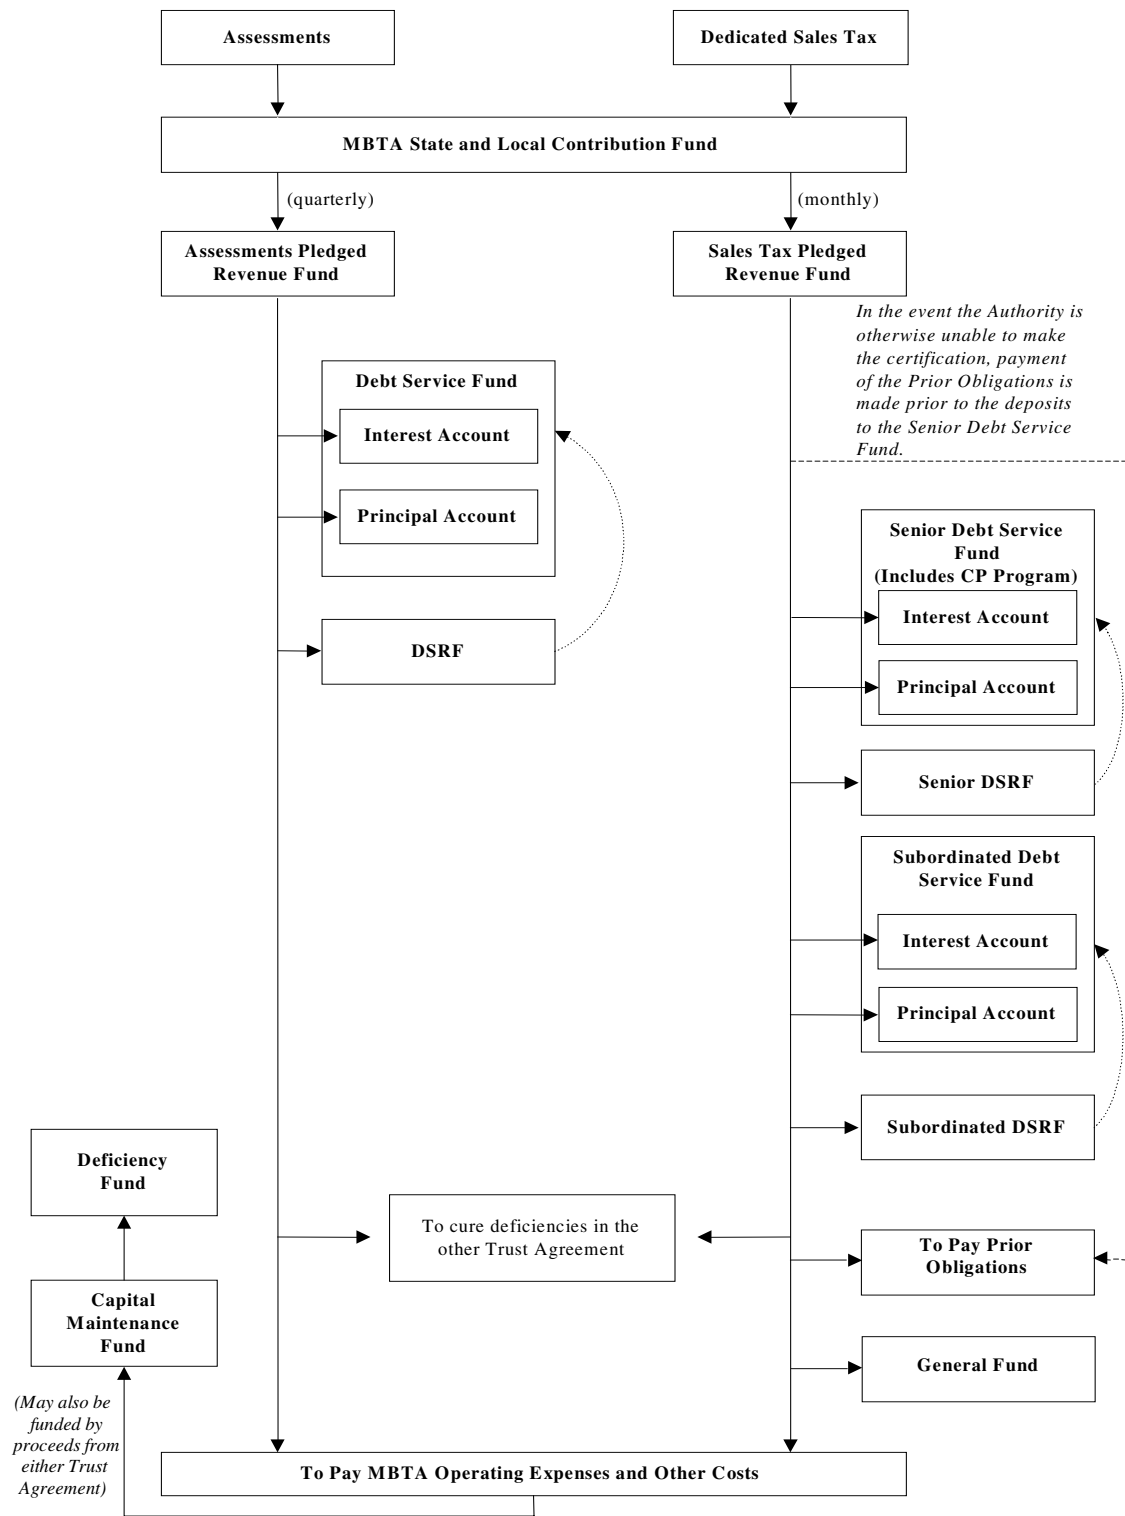 Assessments
Dedicated Sales Tax
MBTA State and Local Contribution Fund
(quarterly)
(monthly)
Assessments Pledged
Revenue Fund
Sales Tax Pledged
Revenue Fund
In the event the Authority is
otherwise unable to make
the certification, payment
of the Prior Obligations is
made prior to the deposits
to the Senior Debt Service
Fund.
Debt Service Fund
Interest Account
Principal Account
DSRF
Senior Debt Service
Fund
(Includes CP Program)
Interest Account
Principal Account
Senior DSRF
Subordinated Debt
Service Fund
Interest Account
Principal Account
Subordinated DSRF
Deficiency
Fund
To cure deficiencies in the
other Trust Agreement
To Pay Prior
Obligations
Capital
Maintenance
Fund
General Fund
(May also be
funded by
proceeds from
either Trust
Agreement)
To Pay MBTA Operating Expenses and Other Costs